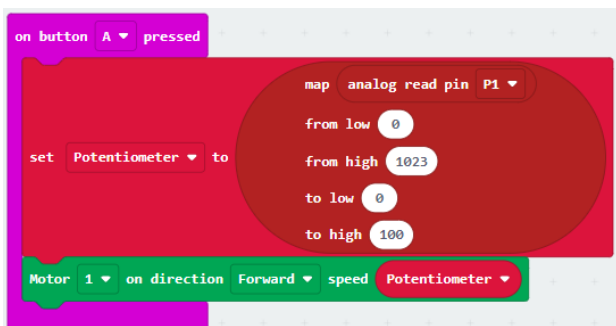 on button A pressed
map analog read pin P1
from low 0
set Potentiometer to from high 1023
to low 0
to high 100
Motor 1 on direction Forward speed Potentiometer